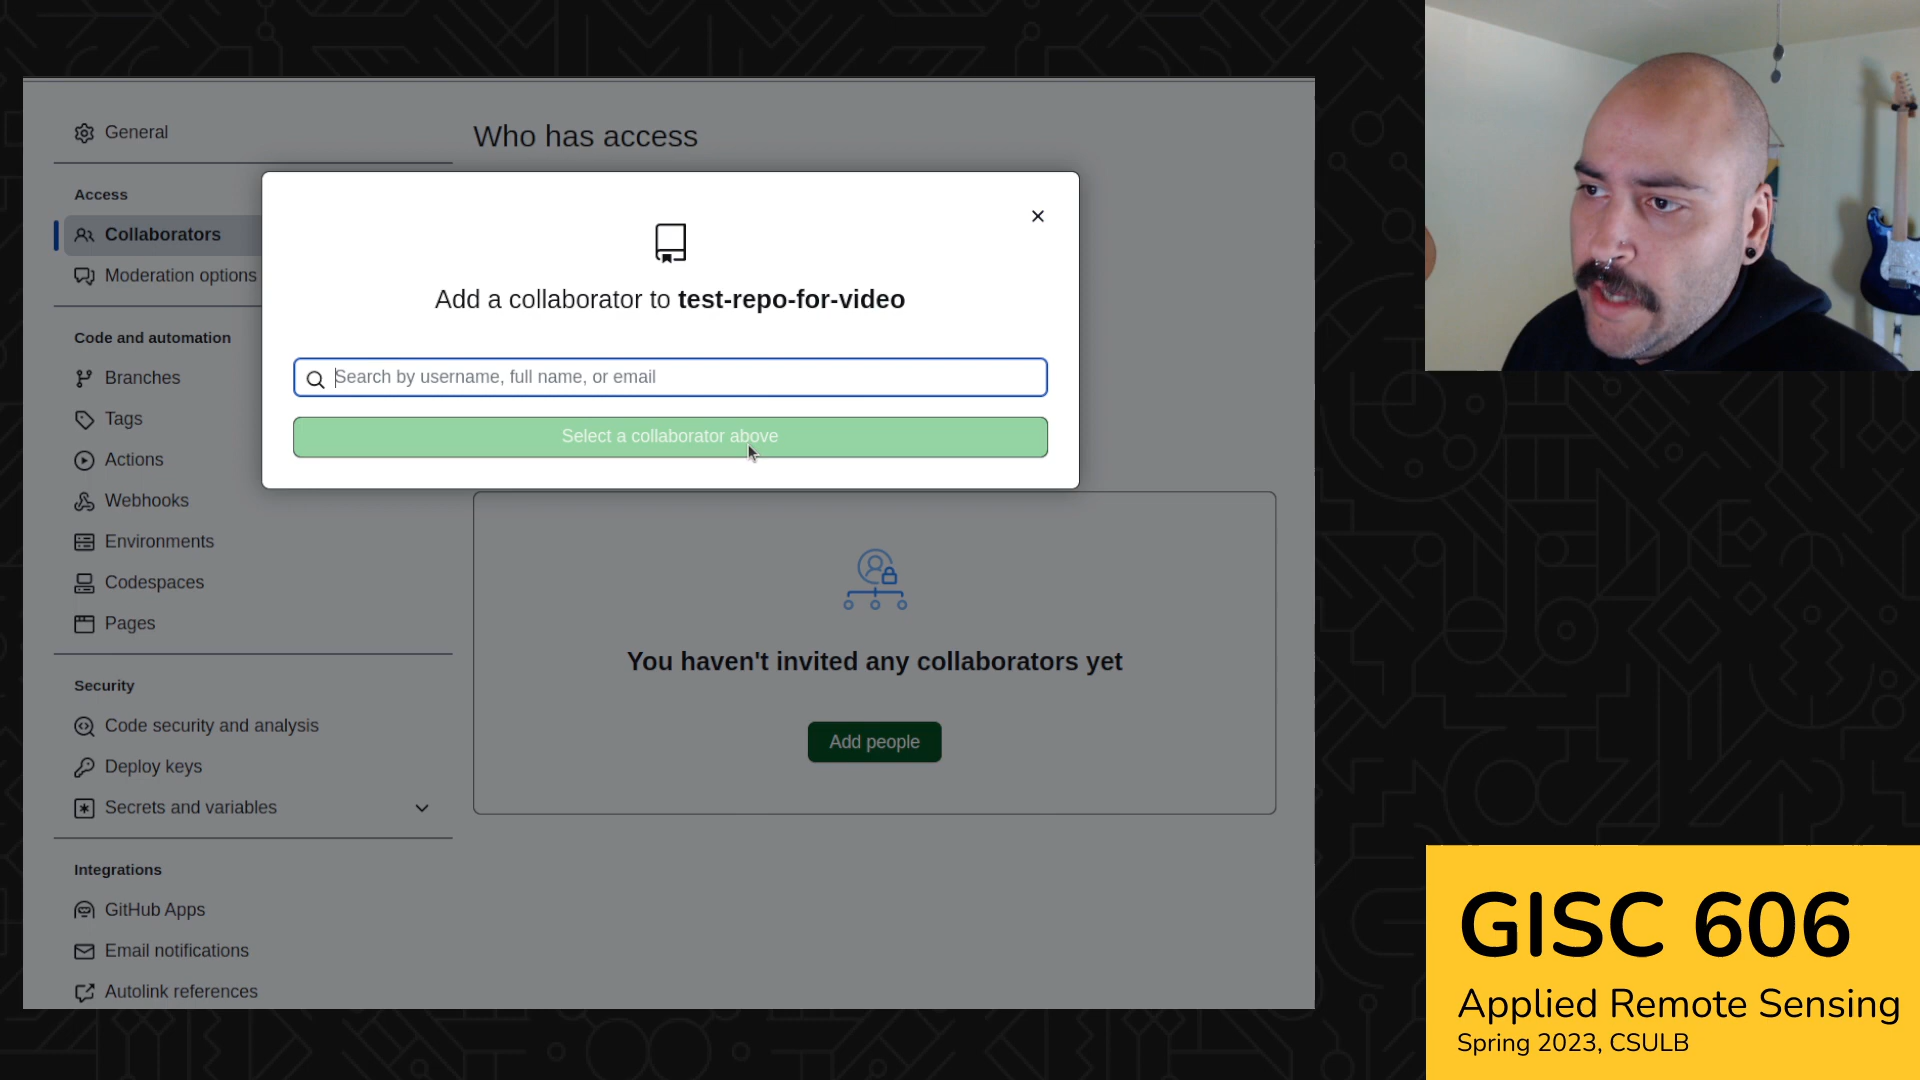 General
Access
Collaborators
Moderation options
Code and automation
Branches
Tags
Actions
Webhooks
Environments
Codespaces
Pages
Security
Code security and analysis
Deploy keys
Secrets and variables
Integrations
GitHub Apps
Email notifications
Autolink references
Who has access
Add a collaborator to test-repo-for-video
Search by username, full name, or email
Select a collaborator above
You haven't invited any collaborators yet
Add people
GISC 606
Applied Remote Sensing
Spring 2023, CSULB